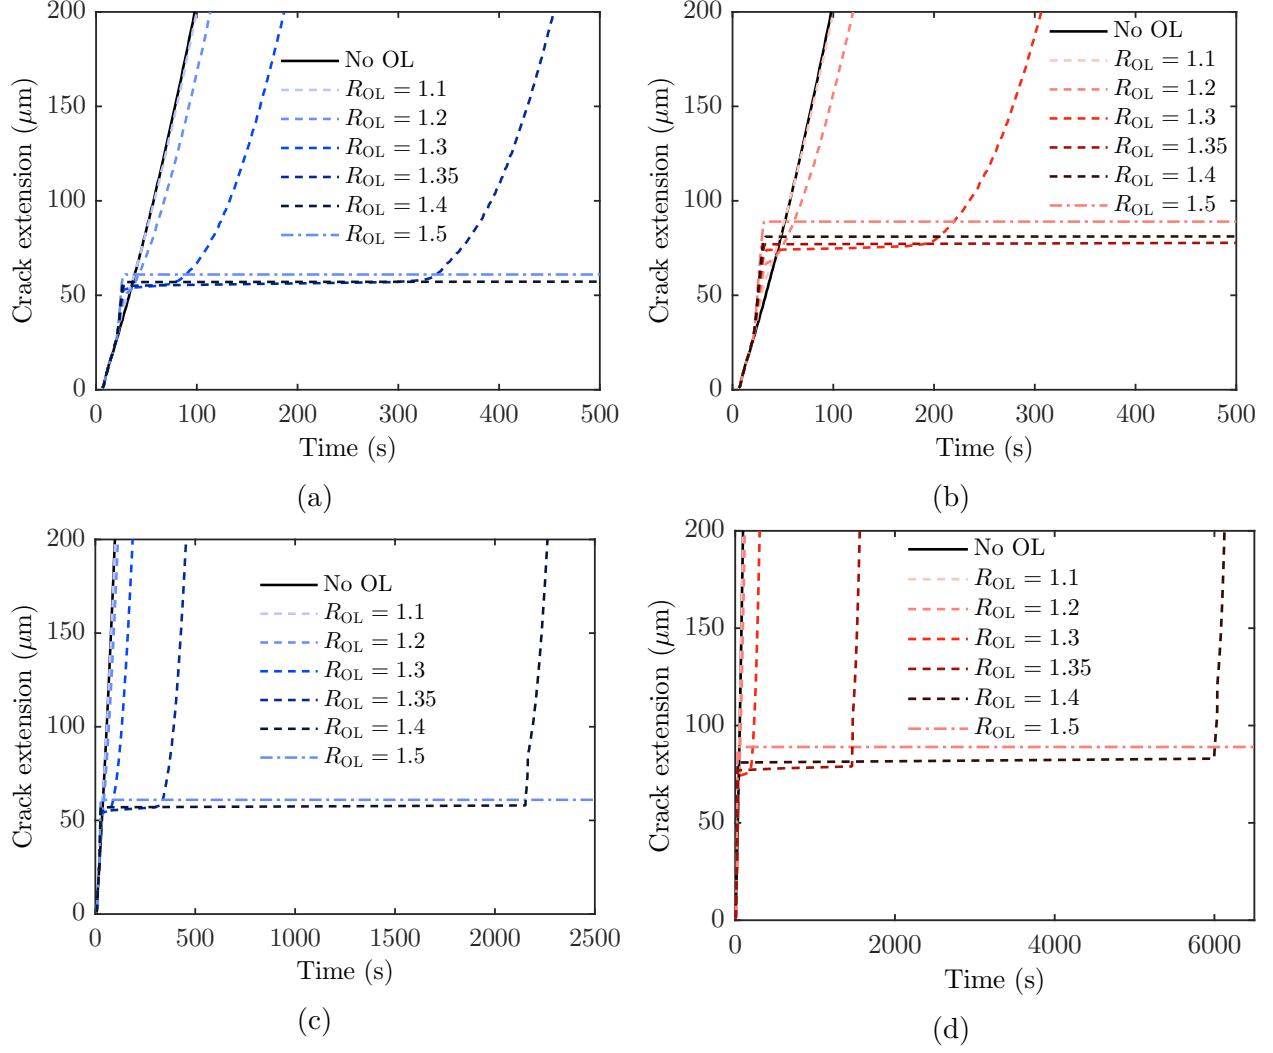 200
150
100
50
0
Crack extension (μm)
0 100 200 300 400 500
Time (s)
No OL
R_OL = 1.1
R_OL = 1.2
R_OL = 1.3
R_OL = 1.35
R_OL = 1.4
R_OL = 1.5
(a)
200
150
100
50
0
Crack extension (μm)
0 100 200 300 400 500
Time (s)
No OL
R_OL = 1.1
R_OL = 1.2
R_OL = 1.3
R_OL = 1.35
R_OL = 1.4
R_OL = 1.5
(b)
200
150
100
50
0
Crack extension (μm)
0 500 1000 1500 2000 2500
Time (s)
No OL
R_OL = 1.1
R_OL = 1.2
R_OL = 1.3
R_OL = 1.35
R_OL = 1.4
R_OL = 1.5
(c)
200
150
100
50
0
Crack extension (μm)
0 2000 4000 6000
Time (s)
No OL
R_OL = 1.1
R_OL = 1.2
R_OL = 1.3
R_OL = 1.35
R_OL = 1.4
R_OL = 1.5
(d)